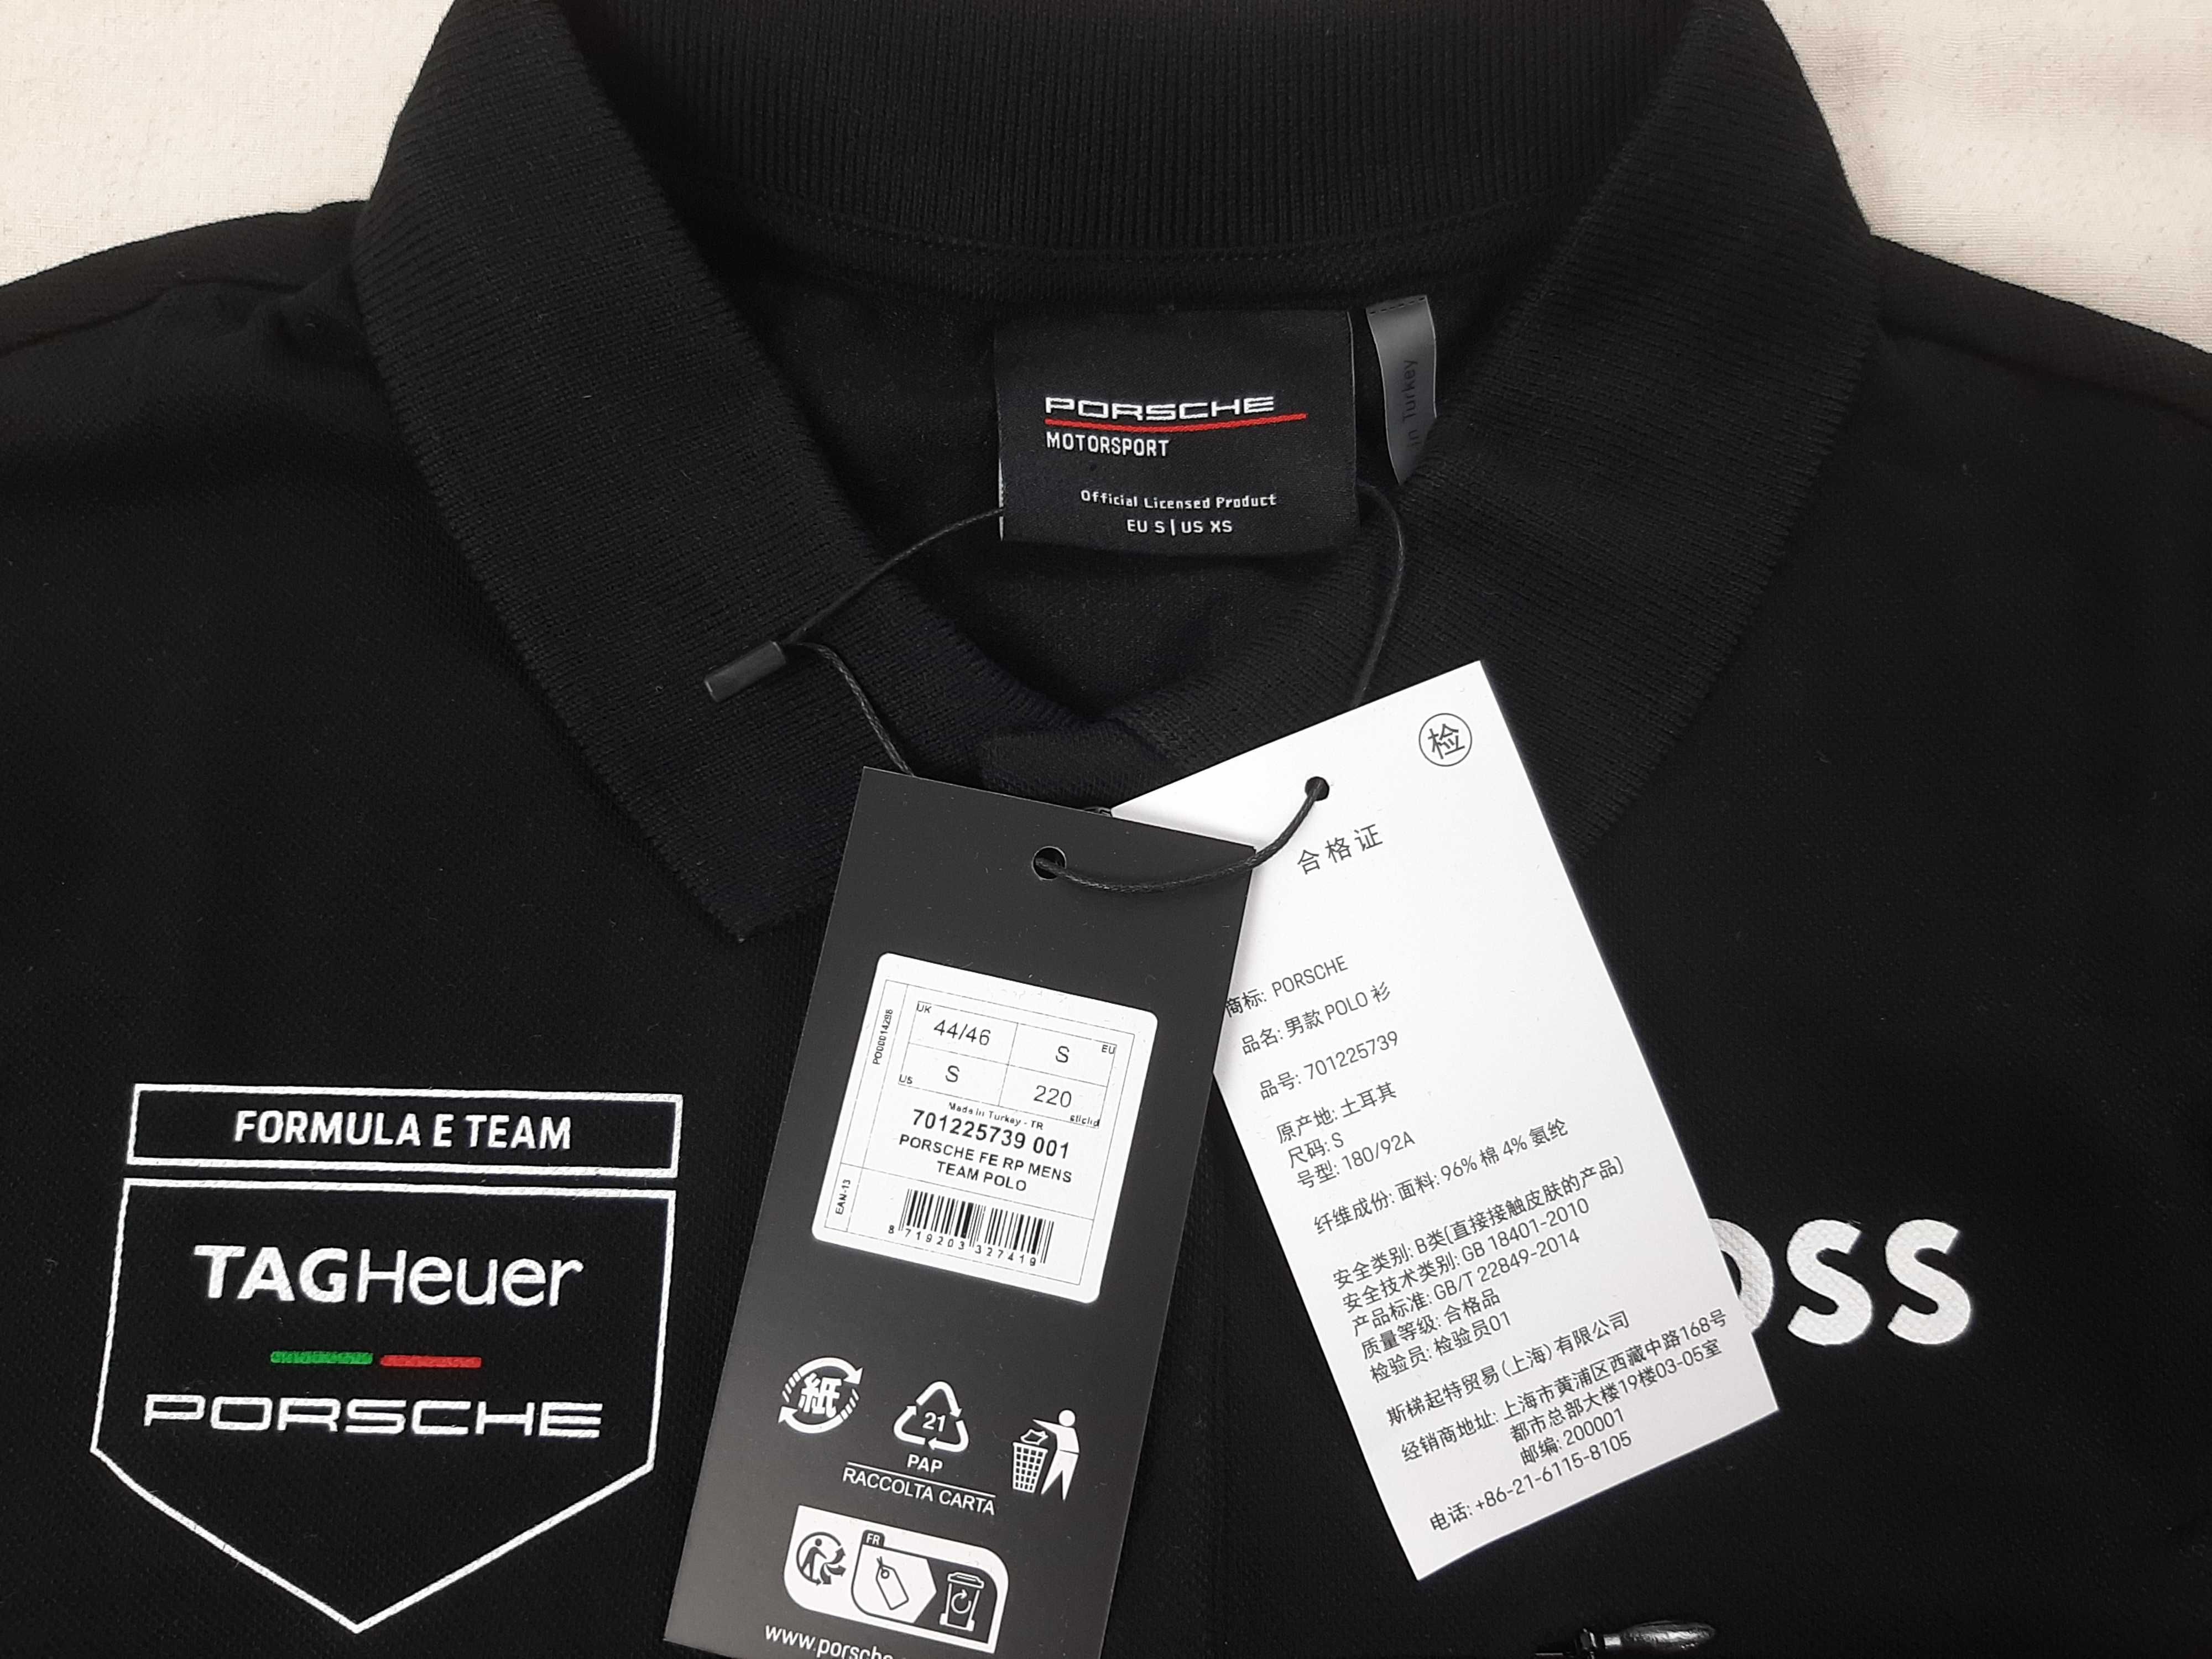 PORSCHE
MOTORSPORT
Official Licensed Product
EU S | US XS
in Turkey
FORMULA E TEAM
TAGHeuer
PORSCHE
OSS
PO00014298
UK
44/46
S
EU
US
S
220
Made in Turkey - TR
701225739 001
PORSCHE FE RP MENS
TEAM POLO
EAN-13
8 719203 327419
紙
21
PAP
RACCOLTA CARTA
FR
www.porsche
检
合格证
商标: PORSCHE
品名: 男款 POLO 衫
品号: 701225739
原产地: 土耳其
尺码: S
号型: 180/92A
纤维成份: 面料: 96% 棉 4% 氨纶
安全类别: B类(直接接触皮肤的产品)
安全技术类别: GB 18401-2010
产品标准: GB/T 22849-2014
质量等级: 合格品
检验员: 检验员01
斯梯起特贸易 (上海) 有限公司
经销商地址: 上海市黄浦区西藏中路168号
都市总部大楼19楼03-05室
邮编: 200001
电话: +86-21-6115-8105